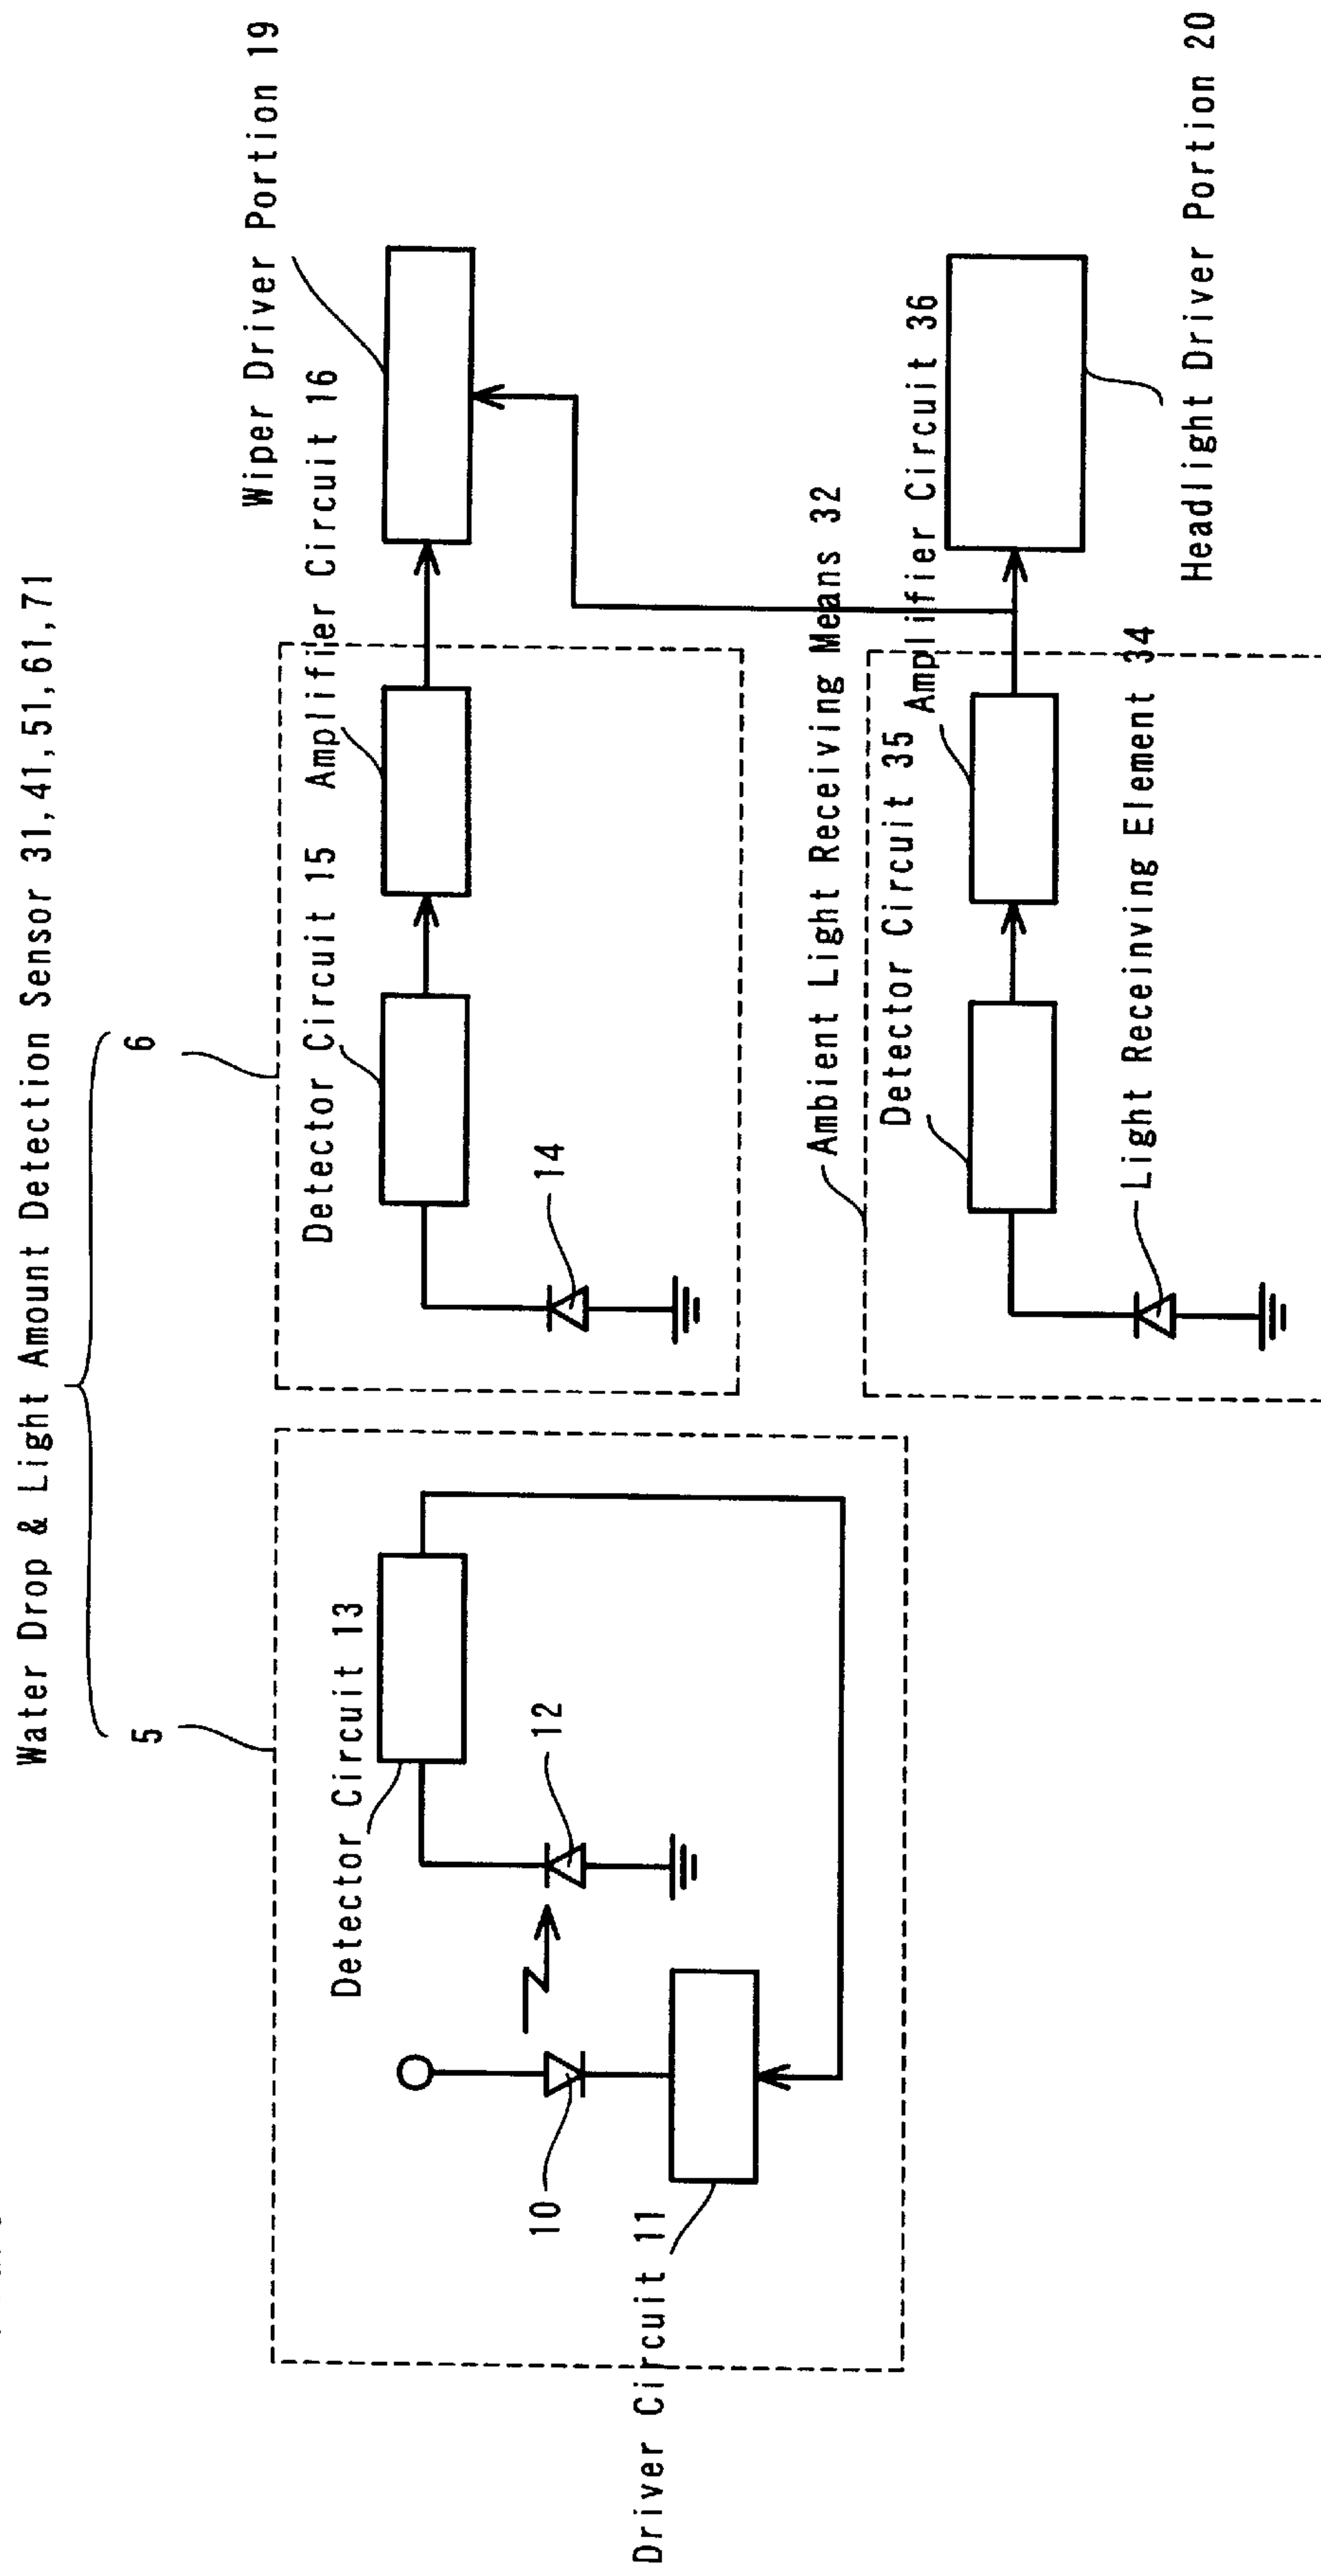 Water Drop & Light Amount Detection Sensor 31,41,51,61,71
5
6
Wiper Driver Portion 19
Detector Circuit 15
Amplifier Circuit 16
Detector Circuit 13
14
12
10
Driver Circuit 11
Ambient Light Receiving Means 32
Detector Circuit 35
Amplifier Circuit 36
Light Receinving Element 34
Headlight Driver Portion 20